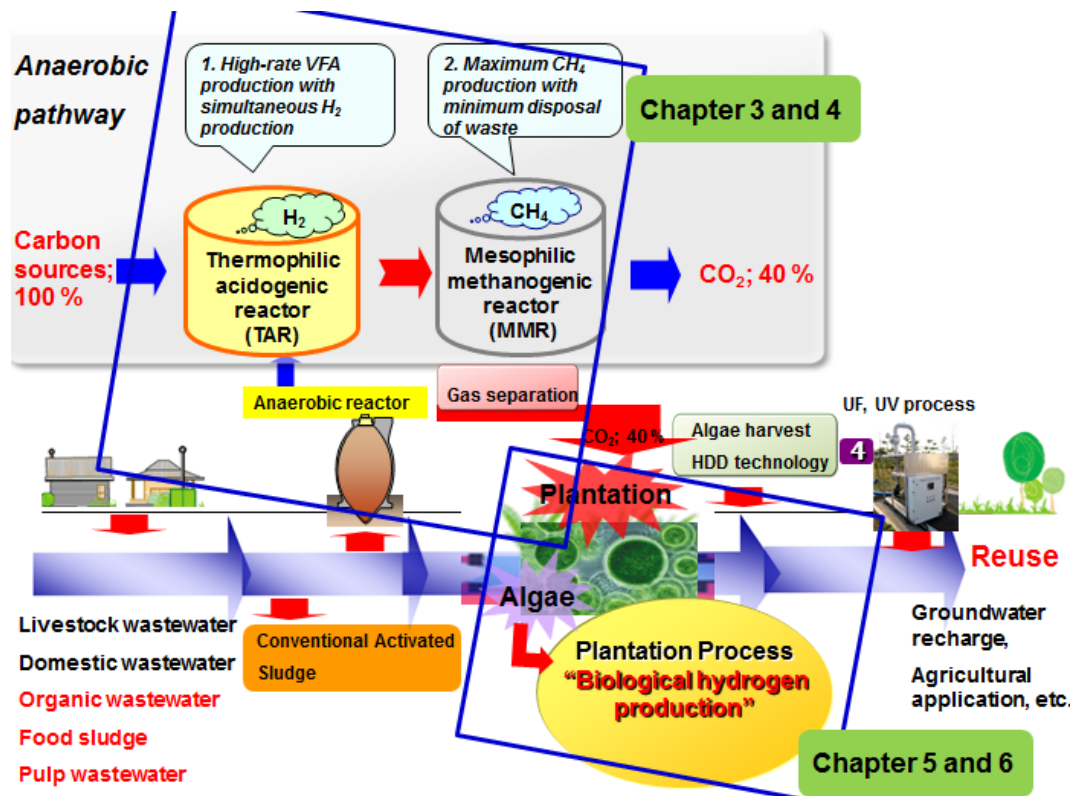 Anaerobic
pathway
1. High-rate VFA
production with
simultaneous H₂
production
2. Maximum CH₄
production with
minimum disposal
of waste
Chapter 3 and 4
H₂
CH₄
Carbon
sources;
100 %
Thermophilic
acidogenic
reactor
(TAR)
Mesophilic
methanogenic
reactor
(MMR)
CO₂; 40 %
Anaerobic reactor
Gas separation
CO₂; 40 %
Algae harvest
HDD technology
4
UF, UV process
Plantation
Algae
Reuse
Livestock wastewater
Domestic wastewater
Organic wastewater
Food sludge
Pulp wastewater
Conventional Activated
Sludge
Plantation Process
“Biological hydrogen
production”
Groundwater
recharge,
Agricultural
application, etc.
Chapter 5 and 6